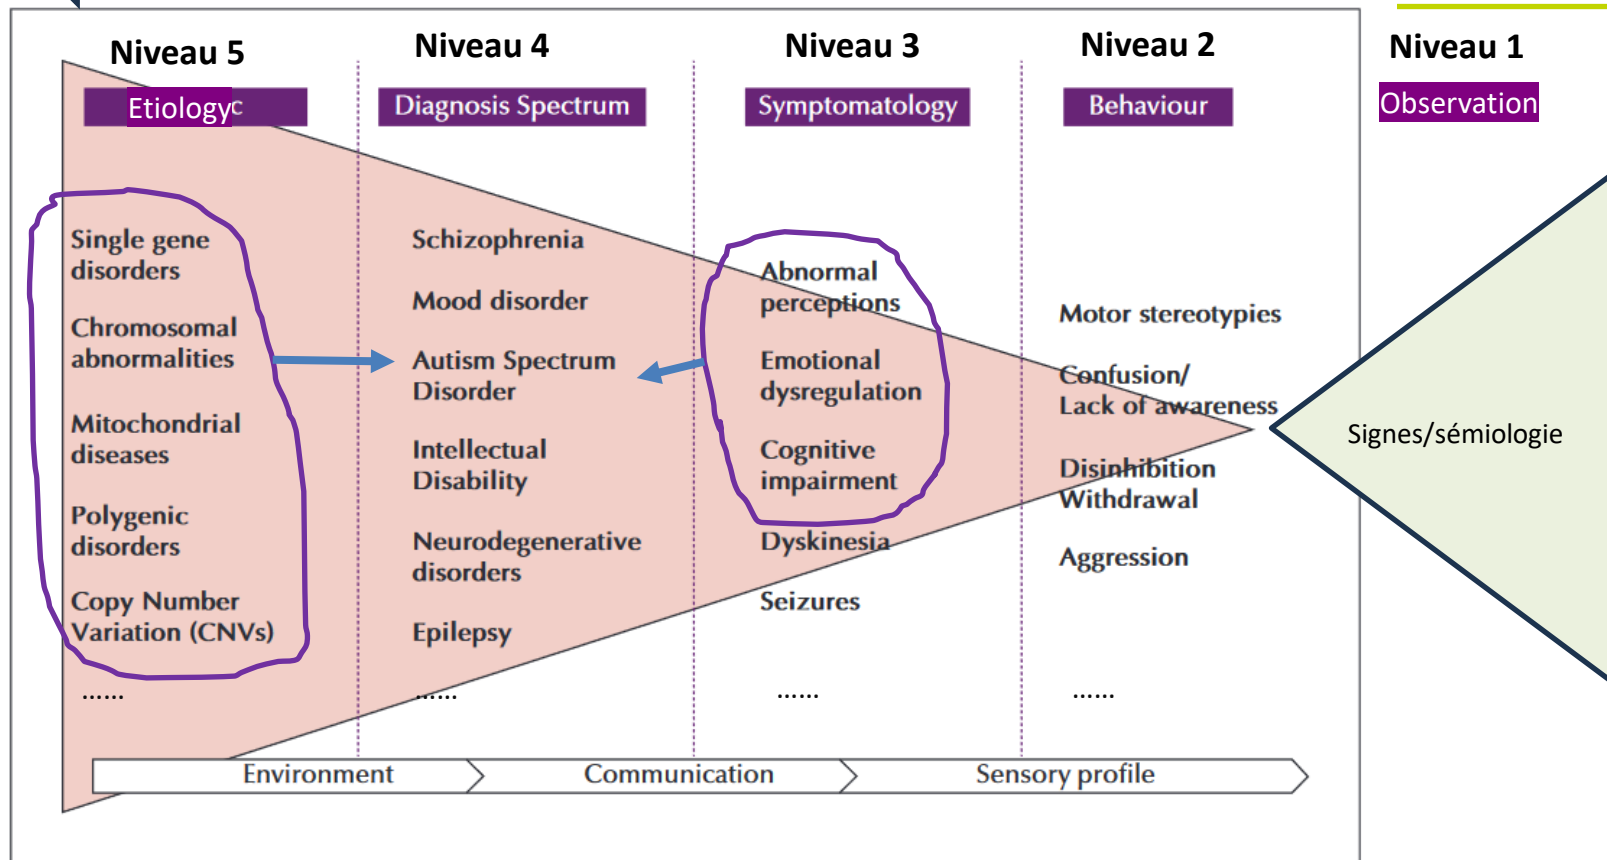 Niveau 5
Niveau 4
Niveau 3
Niveau 2
Niveau 1
Etiologyc
Diagnosis Spectrum
Symptomatology
Behaviour
Observation
Single gene
disorders
Chromosomal
abnormalities
Mitochondrial
diseases
Polygenic
disorders
Copy Number
Variation (CNVs)
......
Schizophrenia
Mood disorder
Autism Spectrum
Disorder
Intellectual
Disability
Neurodegenerative
disorders
Epilepsy
......
Abnormal
perceptions
Emotional
dysregulation
Cognitive
impairment
Dyskinesia
Seizures
......
Motor stereotypies
Confusion/
Lack of awareness
Disinhibition
Withdrawal
Aggression
......
Signes/sémiologie
Environment
Communication
Sensory profile